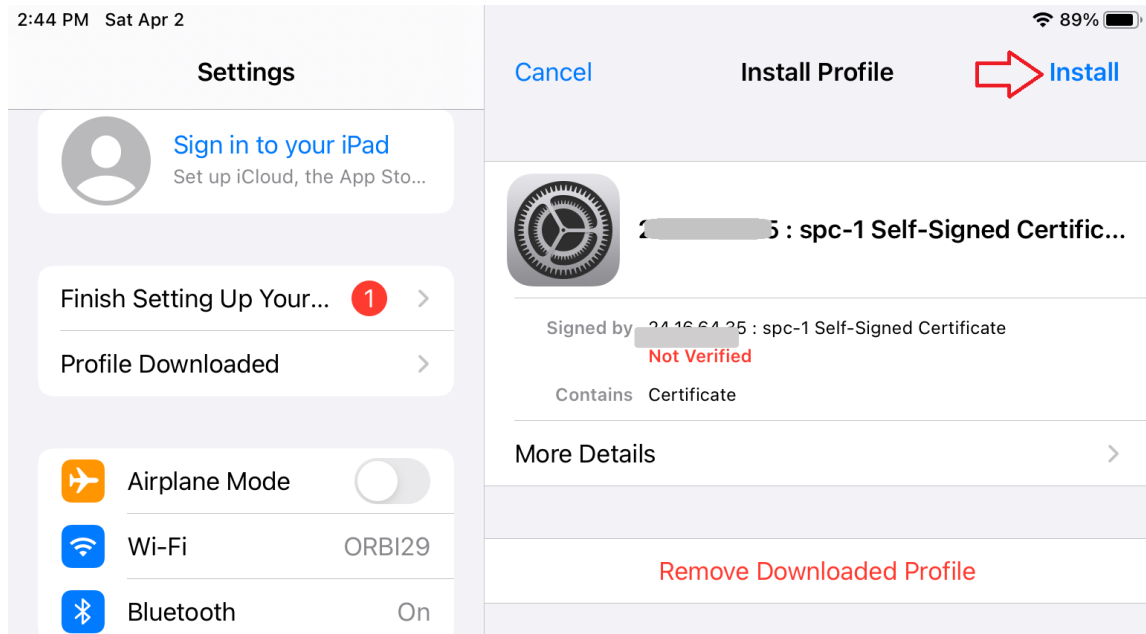 2:44 PM Sat Apr 2
89%
Settings
Sign in to your iPad
Set up iCloud, the App Sto...
Finish Setting Up Your... 1
Profile Downloaded
Airplane Mode
Wi-Fi ORBI29
Bluetooth On
Cancel Install Profile Install
: spc-1 Self-Signed Certific...
Signed by : spc-1 Self-Signed Certificate
Not Verified
Contains Certificate
More Details
Remove Downloaded Profile